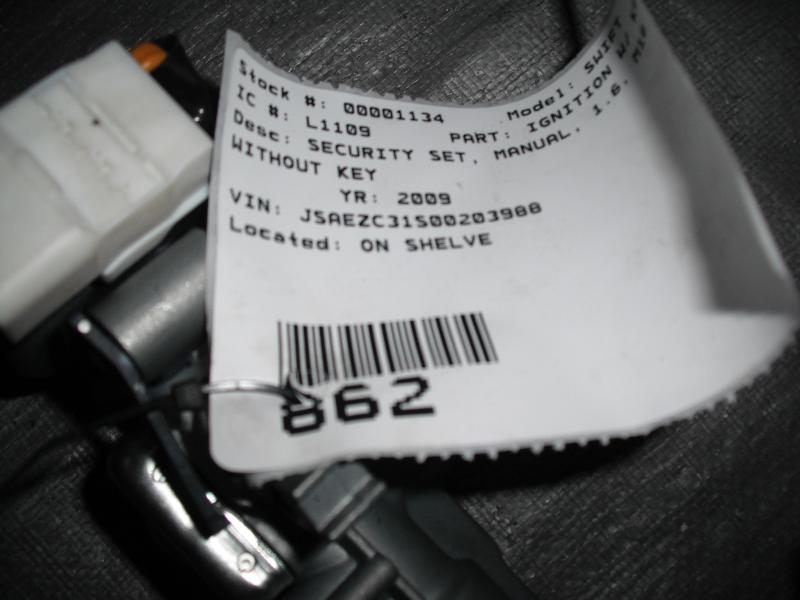 Stock #: 00001134 Model: SWIFT
IC #: L1109 PART: IGNITION W/
Desc: SECURITY SET, MANUAL, 1.6,
WITHOUT KEY
YR: 2009
VIN: JSAEZC31S00203988
Located: ON SHELVE
862